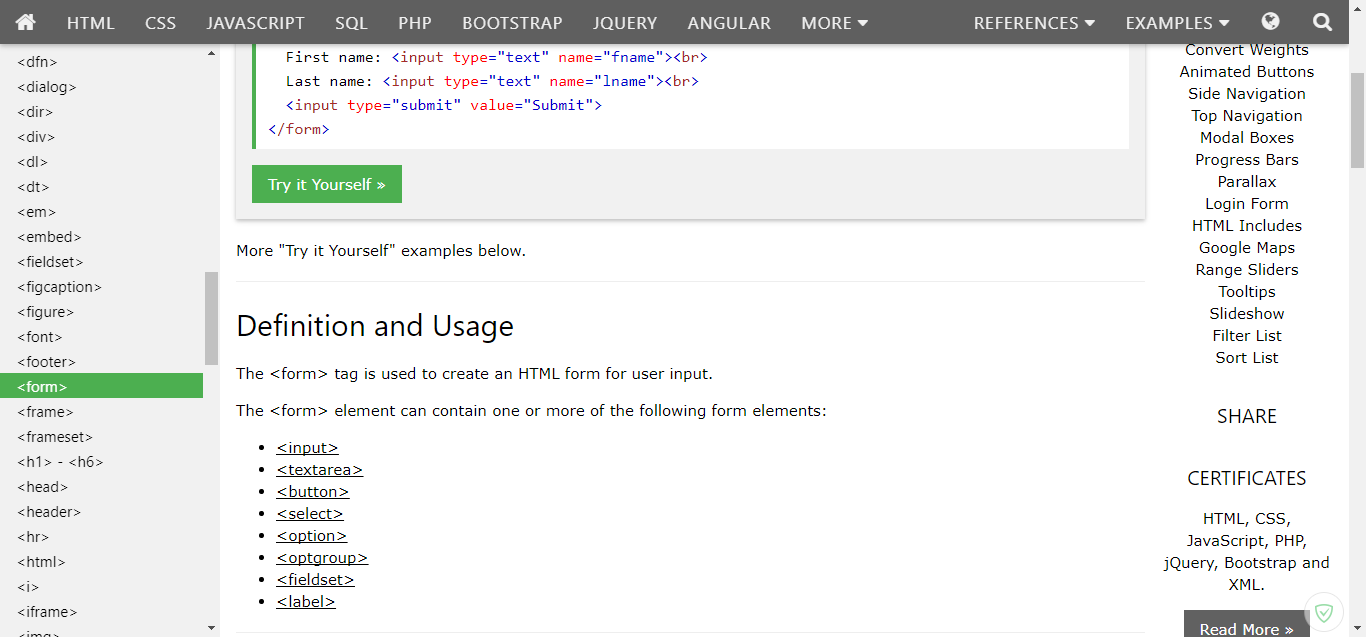 HTML CSS JAVASCRIPT SQL PHP BOOTSTRAP JQUERY ANGULAR MORE REFERENCES EXAMPLES
<dfn>
<dialog>
<dir>
<div>
<dl>
<dt>
<em>
<embed>
<fieldset>
<figcaption>
<figure>
<font>
<footer>
<form>
<frame>
<frameset>
<h1> - <h6>
<head>
<header>
<hr>
<html>
<i>
<iframe>
<img>
First name: <input type="text" name="fname"><br>
Last name: <input type="text" name="lname"><br>
<input type="submit" value="Submit">
</form>
Try it Yourself »
More "Try it Yourself" examples below.
Definition and Usage
The <form> tag is used to create an HTML form for user input.
The <form> element can contain one or more of the following form elements:
• <input>
• <textarea>
• <button>
• <select>
• <option>
• <optgroup>
• <fieldset>
• <label>
Convert Weights
Animated Buttons
Side Navigation
Top Navigation
Modal Boxes
Progress Bars
Parallax
Login Form
HTML Includes
Google Maps
Range Sliders
Tooltips
Slideshow
Filter List
Sort List
SHARE
CERTIFICATES
HTML, CSS,
JavaScript, PHP,
jQuery, Bootstrap and
XML.
Read More »